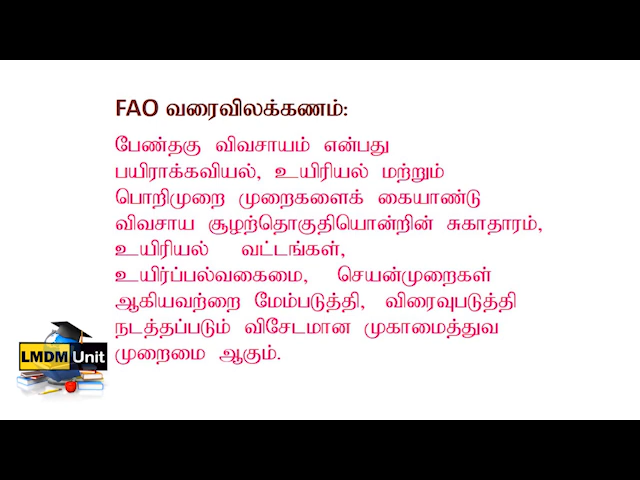 FAO வரைவிலக்கணம்:
பேண்தகு விவசாயம் என்பது
பயிராக்கவியல், உயிரியல் மற்றும்
பொறிமுறை முறைகளைக் கையாண்டு
விவசாய சூழற்தொகுதியொன்றின் சுகாதாரம்,
உயிரியல் வட்டங்கள்,
உயிர்ப்பல்வகைமை, செயன்முறைகள்
ஆகியவற்றை மேம்படுத்தி, விரைவுபடுத்தி
நடத்தப்படும் விசேடமான முகாமைத்துவ
முறைமை ஆகும்.
LMDM Unit